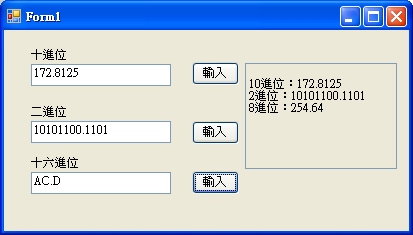 Form1
十進位
172.8125
輸入
二進位
10101100.1101
輸入
十六進位
AC.D
輸入
10進位：172.8125
2進位：10101100.1101
8進位：254.64